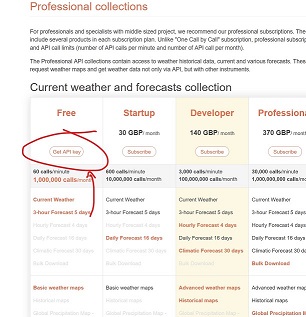 Professional collections
For professionals and specialists with middle sized project, we recommend our professional subscriptions. The
include several products in each subscription plan. Unlike "One Call by Call" subscription, professional subscrip
and API call limits (number of API calls per minute and number of API call per month).
The Professional API collections contain access to weather historical data, current and various forecasts. Thes
request weather maps and get weather data not only via API, but with other instruments.
Current weather and forecasts collection
Free Startup Developer Professiona
30 GBP/ month 140 GBP/ month 370 GBP/ mont
Get API key Subscribe Subscribe Subscribe
60 calls/minute 600 calls/minute 3,000 calls/minute 30,000 calls/minute
1,000,000 calls/month 10,000,000 calls/month 100,000,000 calls/month 1,000,000,000 calls/m
Current Weather Current Weather Current Weather Current Weather
3-hour Forecast 5 days 3-hour Forecast 5 days 3-hour Forecast 5 days 3-hour Forecast 5 days
Hourly Forecast 4 days Hourly Forecast 4 days Hourly Forecast 4 days Hourly Forecast 4 days
Daily Forecast 16 days Daily Forecast 16 days Daily Forecast 16 days Daily Forecast 16 days
Climatic Forecast 30 days Climatic Forecast 30 days Climatic Forecast 30 days Climatic Forecast 30 day
Bulk Download Bulk Download Bulk Download Bulk Download
Basic weather maps Basic weather maps Advanced weather maps Advanced weather map
Historical maps Historical maps Historical maps Historical maps
Global Precipitation Map - Global Precipitation Map - Global Precipitation Map - Global Precipitation Ma